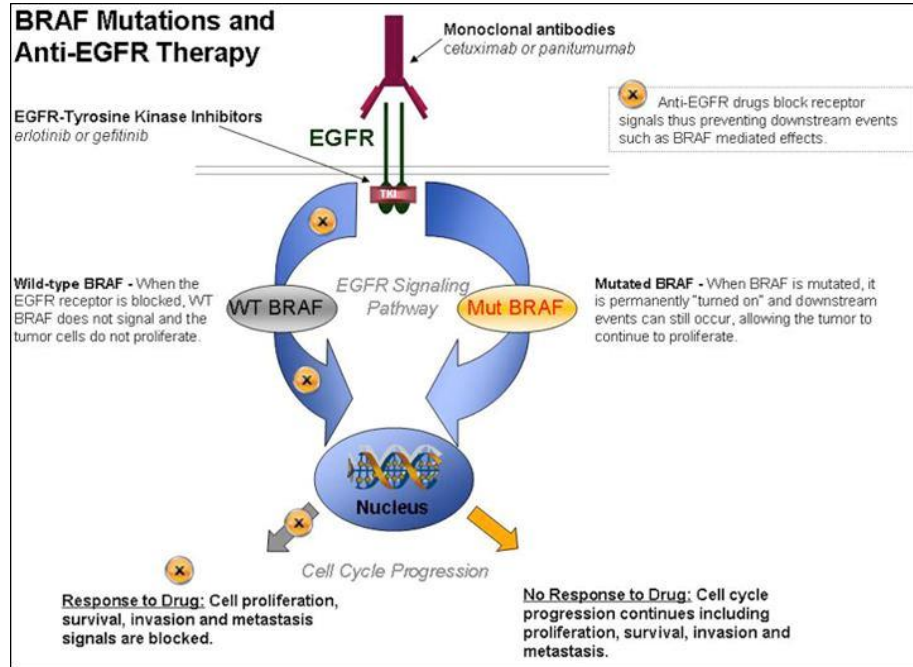 BRAF Mutations and
Anti-EGFR Therapy
Monoclonal antibodies
cetuximab or panitumumab
X Anti-EGFR drugs block receptor
signals thus preventing downstream events
such as BRAF mediated effects.
EGFR-Tyrosine Kinase Inhibitors
erlotinib or gefitinib
EGFR
TKI
X
Wild-type BRAF - When the
EGFR receptor is blocked, WT
BRAF does not signal and the
tumor cells do not proliferate.
WT BRAF
EGFR Signaling
Pathway
Mut BRAF
Mutated BRAF - When BRAF is mutated, it
is permanently "turned on" and downstream
events can still occur, allowing the tumor to
continue to proliferate.
X
Nucleus
X
X
Cell Cycle Progression
Response to Drug: Cell proliferation,
survival, invasion and metastasis
signals are blocked.
No Response to Drug: Cell cycle
progression continues including
proliferation, survival, invasion and
metastasis.